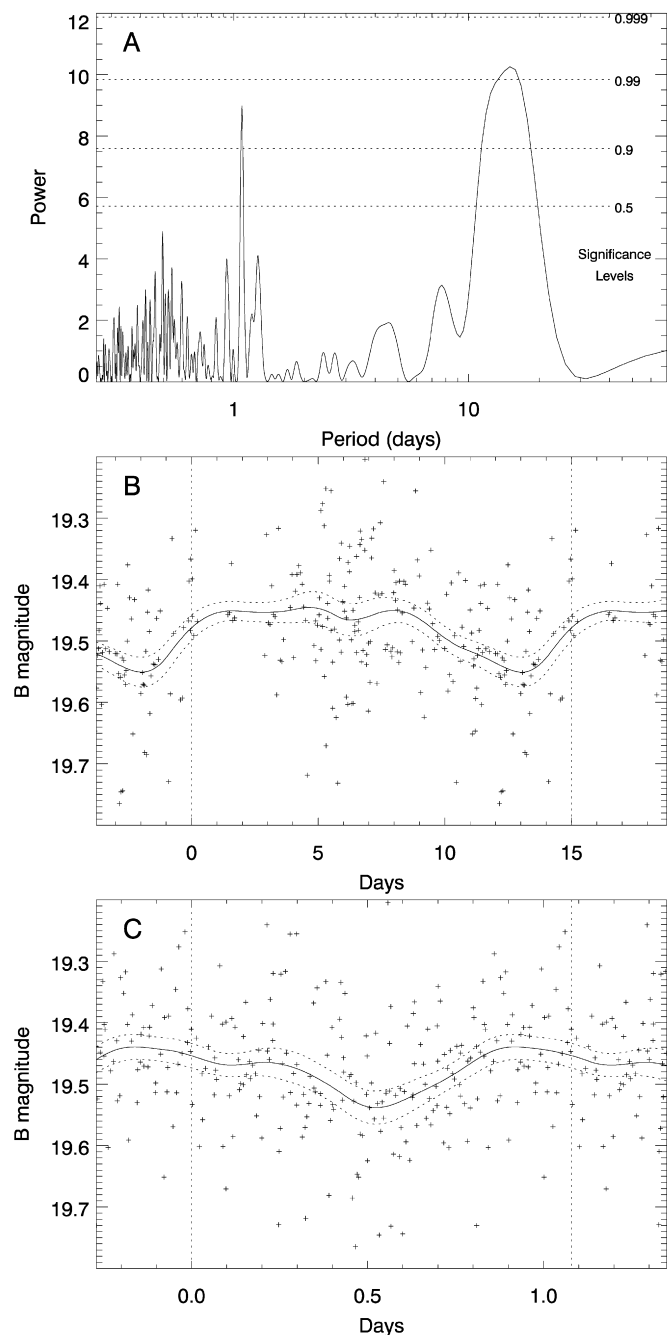 A
12
10
8
6
4
2
0
Power
0.999
0.99
0.9
0.5
Significance
Levels
1
10
Period (days)
B
19.3
19.4
19.5
19.6
19.7
B magnitude
0
5
10
15
Days
C
19.3
19.4
19.5
19.6
19.7
B magnitude
0.0
0.5
1.0
Days